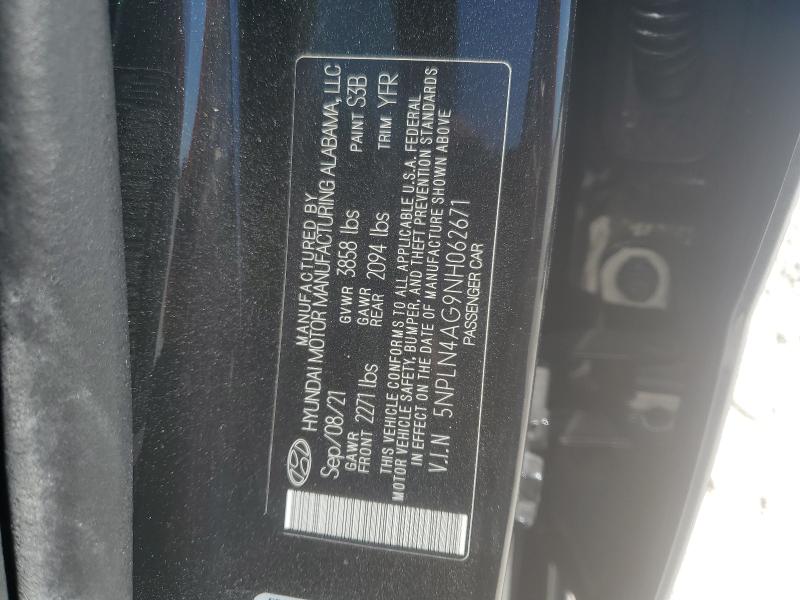 MANUFACTURED BY
HYUNDAI MOTOR MANUFACTURING ALABAMA, LLC
Sep/08/21 GVWR 3858 lbs PAINT S3B
GAWR FRONT 2271 lbs GAWR REAR 2094 lbs TRIM YFR
THIS VEHICLE CONFORMS TO ALL APPLICABLE U.S.A. FEDERAL
MOTOR VEHICLE SAFETY, BUMPER, AND THEFT PREVENTION STANDARDS
IN EFFECT ON THE DATE OF MANUFACTURE SHOWN ABOVE
V.I.N : 5NPLN4AG9NH062671
PASSENGER CAR